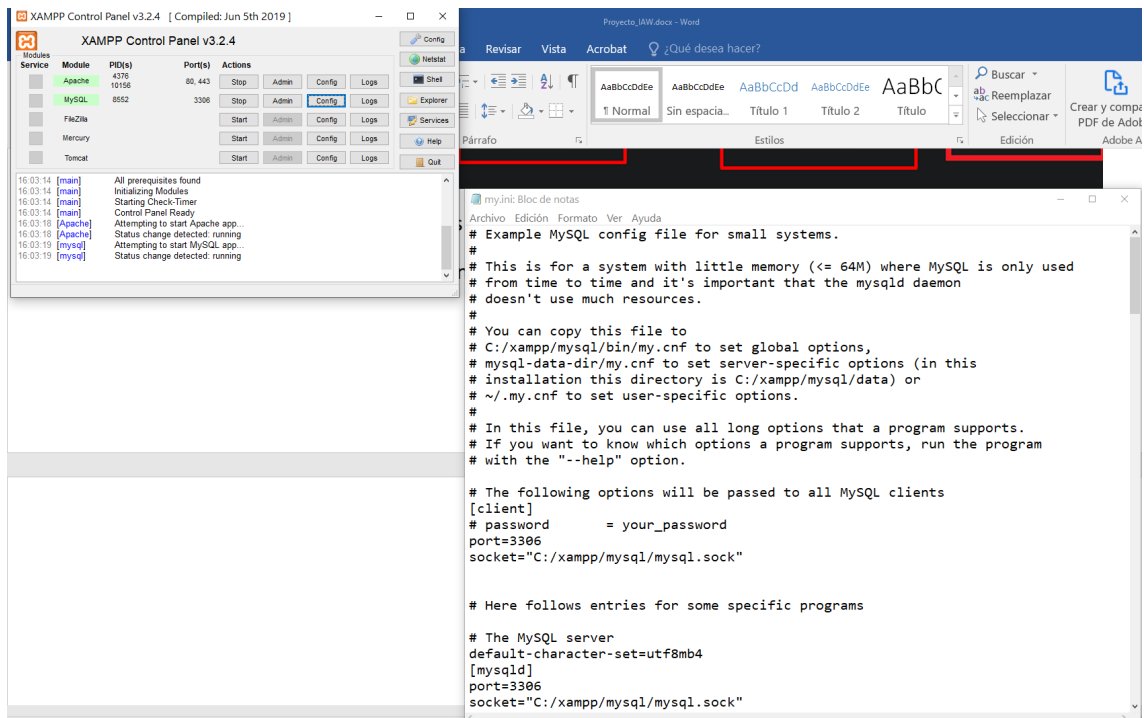 XAMPP Control Panel v3.2.4 [ Compiled: Jun 5th 2019 ]
XAMPP Control Panel v3.2.4
Config
Modules
Service Module PID(s) Port(s) Actions
Netstat
Apache 4376 10156 80, 443 Stop Admin Config Logs
Shell
MySQL 8552 3306 Stop Admin Config Logs
Explorer
FileZilla Start Admin Config Logs
Services
Mercury Start Admin Config Logs
Help
Tomcat Start Admin Config Logs
Quit
16:03:14 [main] All prerequisites found
16:03:14 [main] Initializing Modules
16:03:14 [main] Starting Check-Timer
16:03:14 [main] Control Panel Ready
16:03:18 [Apache] Attempting to start Apache app...
16:03:18 [Apache] Status change detected: running
16:03:19 [mysql] Attempting to start MySQL app...
16:03:19 [mysql] Status change detected: running
Proyecto_IAW.docx - Word
a Revisar Vista Acrobat ¿Qué desea hacer?
AaBbCcDdEe AaBbCcDdEe AaBbCcDd AaBbCcDdEe AaBbC
¶ Normal Sin espacia... Título 1 Título 2 Título
Buscar
Reemplazar
Seleccionar
Crear y compa
PDF de Adob
Párrafo Estilos Edición Adobe A
my.ini: Bloc de notas
Archivo Edición Formato Ver Ayuda
# Example MySQL config file for small systems.
#
# This is for a system with little memory (<= 64M) where MySQL is only used
# from time to time and it's important that the mysqld daemon
# doesn't use much resources.
#
# You can copy this file to
# C:/xampp/mysql/bin/my.cnf to set global options,
# mysql-data-dir/my.cnf to set server-specific options (in this
# installation this directory is C:/xampp/mysql/data) or
# ~/.my.cnf to set user-specific options.
#
# In this file, you can use all long options that a program supports.
# If you want to know which options a program supports, run the program
# with the "--help" option.
# The following options will be passed to all MySQL clients
[client]
# password = your_password
port=3306
socket="C:/xampp/mysql/mysql.sock"
# Here follows entries for some specific programs
# The MySQL server
default-character-set=utf8mb4
[mysqld]
port=3306
socket="C:/xampp/mysql/mysql.sock"